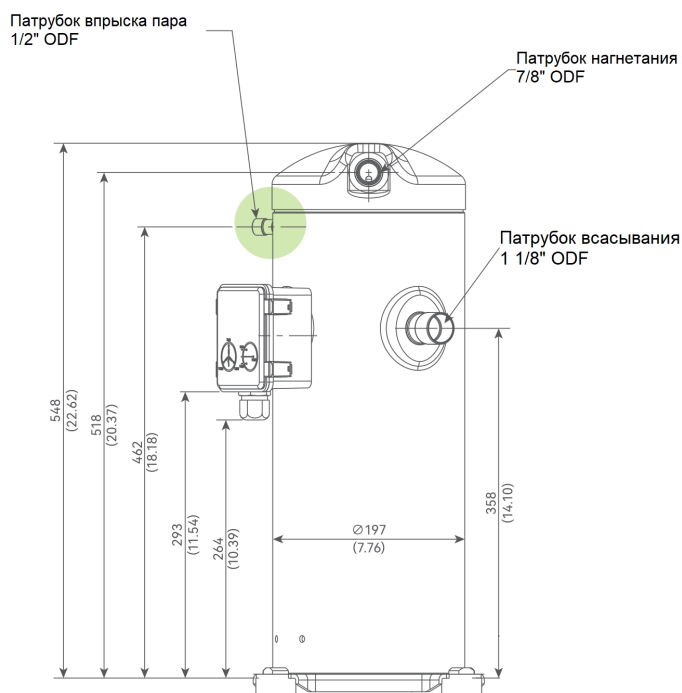 Патрубок впрыска пара
1/2" ODF
Патрубок нагнетания
7/8" ODF
Патрубок всасывания
1 1/8" ODF
548
(22.62)
518
(20.37)
462
(18.18)
293
(11.54)
264
(10.39)
358
(14.10)
∅197
(7.76)